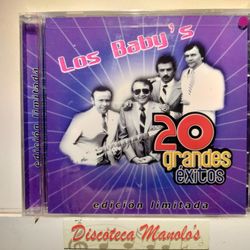 Los Baby's
20
grandes
éxitos
edición limitada
edición limitada
Discoteca Manolo's